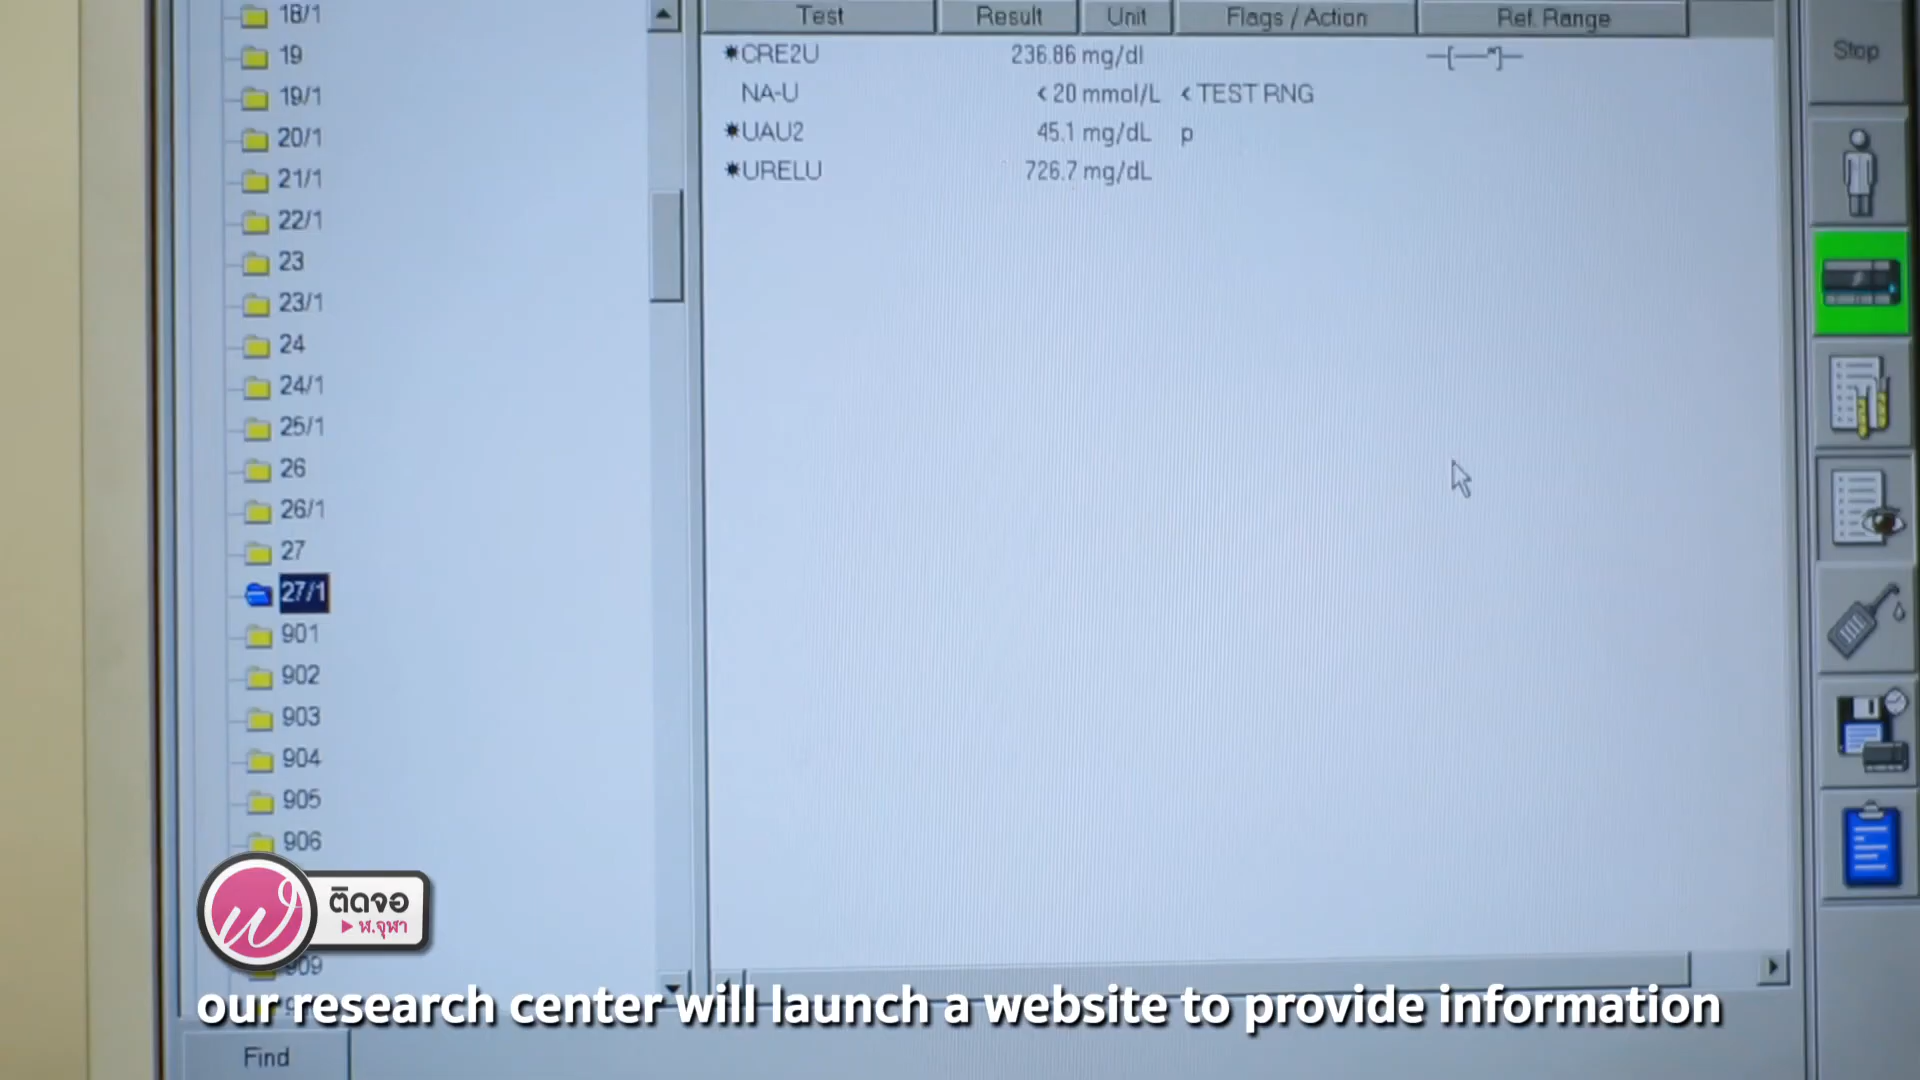 18/1
19
19/1
20/1
21/1
22/1
23
23/1
24
24/1
25/1
26
26/1
27
27/1
901
902
903
904
905
906
909
Find
Test Result Unit Flags / Action Ref. Range
*CRE2U 236.86 mg/dl —[——*]—
NA-U < 20 mmol/L < TEST RNG
*UAU2 45.1 mg/dL p
*URELU 726.7 mg/dL
Stop
ติดจอ
ฬ.จุฬา
our research center will launch a website to provide information